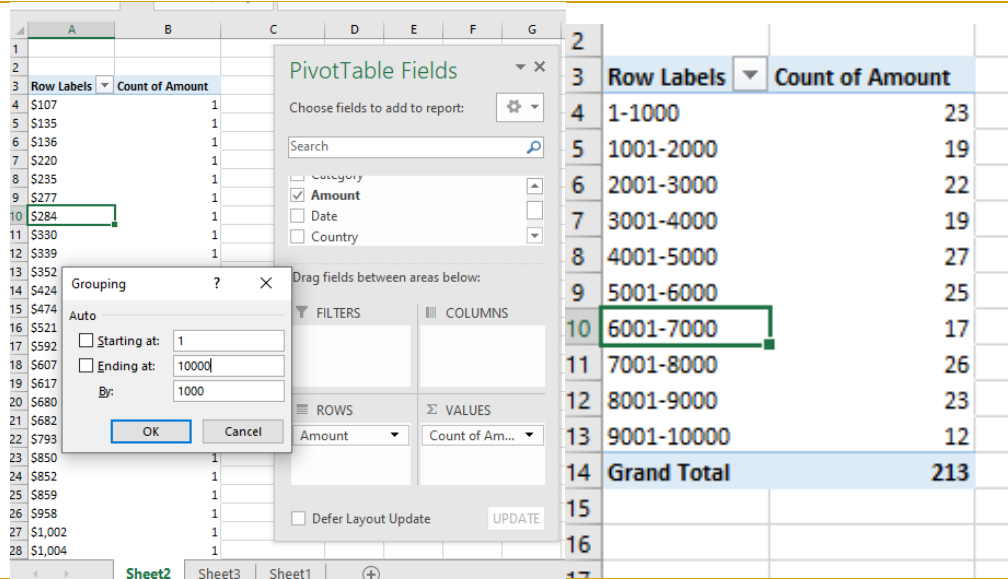 A B C D E F G
1
2
3 Row Labels Count of Amount
4 $107 1
5 $135 1
6 $136 1
7 $220 1
8 $235 1
9 $277 1
10 $284 1
11 $330 1
12 $339 1
13 $352
14 $424
15 $474
16 $521
17 $592
18 $607
19 $617
20 $680
21 $682
22 $793
23 $850 1
24 $852 1
25 $859 1
26 $958 1
27 $1,002 1
28 $1,004 1
Sheet2 Sheet3 Sheet1
Grouping ? ×
Auto
Starting at: 1
Ending at: 10000
By: 1000
OK Cancel
PivotTable Fields
Choose fields to add to report:
Search
Category
Amount
Date
Country
Drag fields between areas below:
FILTERS COLUMNS
ROWS Σ VALUES
Amount Count of Am...
Defer Layout Update UPDATE
2
3 Row Labels Count of Amount
4 1-1000 23
5 1001-2000 19
6 2001-3000 22
7 3001-4000 19
8 4001-5000 27
9 5001-6000 25
10 6001-7000 17
11 7001-8000 26
12 8001-9000 23
13 9001-10000 12
14 Grand Total 213
15
16
17